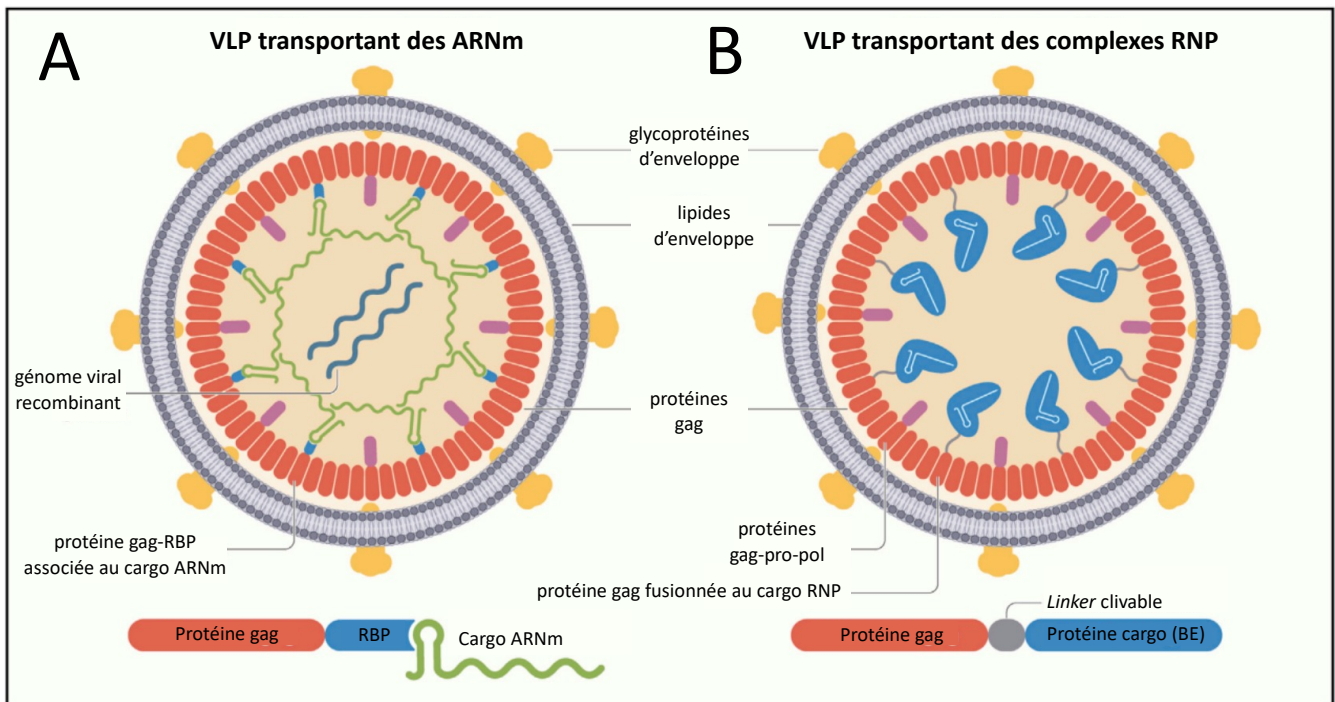 A
VLP transportant des ARNm
B
VLP transportant des complexes RNP
glycoprotéines
d'enveloppe
lipides
d'enveloppe
génome viral
recombinant
protéines
gag
protéine gag-RBP
associée au cargo ARNm
protéines
gag-pro-pol
protéine gag fusionnée au cargo RNP
Linker clivable
Protéine gag
RBP
Cargo ARNm
Protéine gag
Protéine cargo (BE)